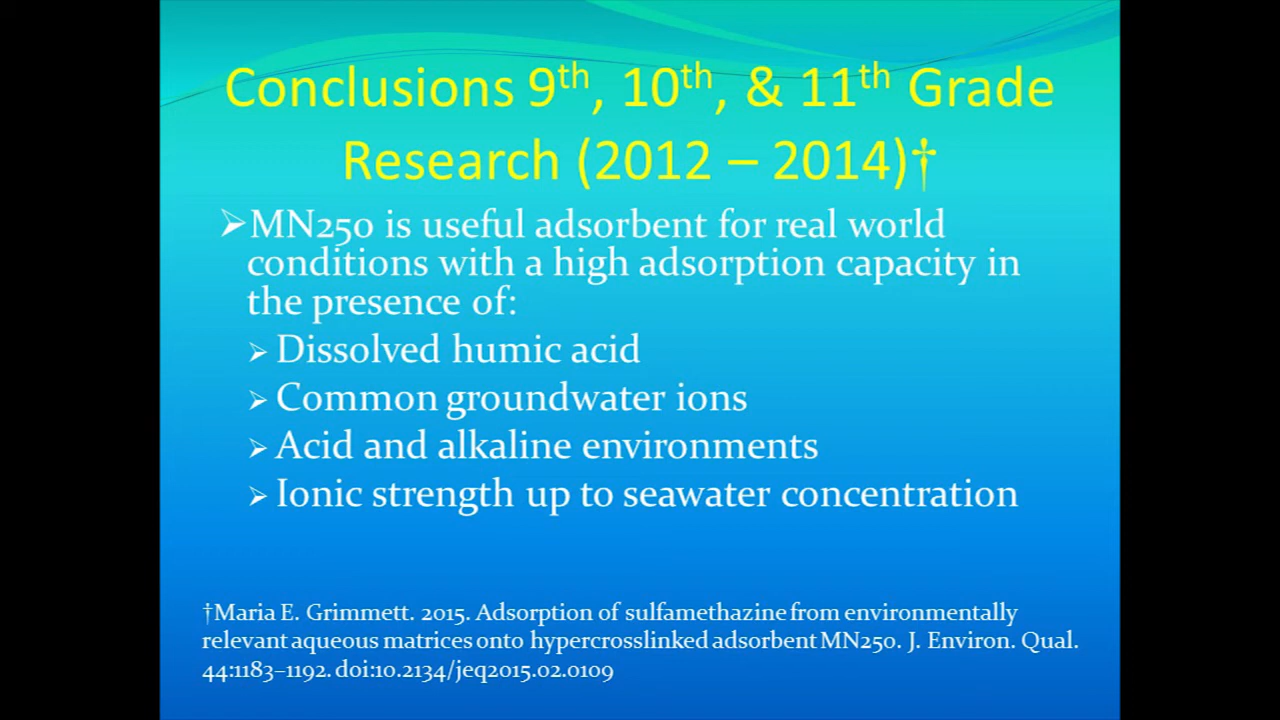 Conclusions 9th, 10th, & 11th Grade
Research (2012 – 2014)†
➢MN250 is useful adsorbent for real world
conditions with a high adsorption capacity in
the presence of:
➢ Dissolved humic acid
➢ Common groundwater ions
➢ Acid and alkaline environments
➢ Ionic strength up to seawater concentration
†Maria E. Grimmett. 2015. Adsorption of sulfamethazine from environmentally
relevant aqueous matrices onto hypercrosslinked adsorbent MN250. J. Environ. Qual.
44:1183–1192. doi:10.2134/jeq2015.02.0109